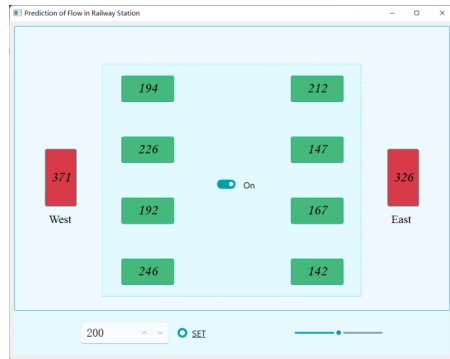 Prediction of Flow in Railway Station
194
212
226
147
371
326
On
West
East
192
167
246
142
200
SET